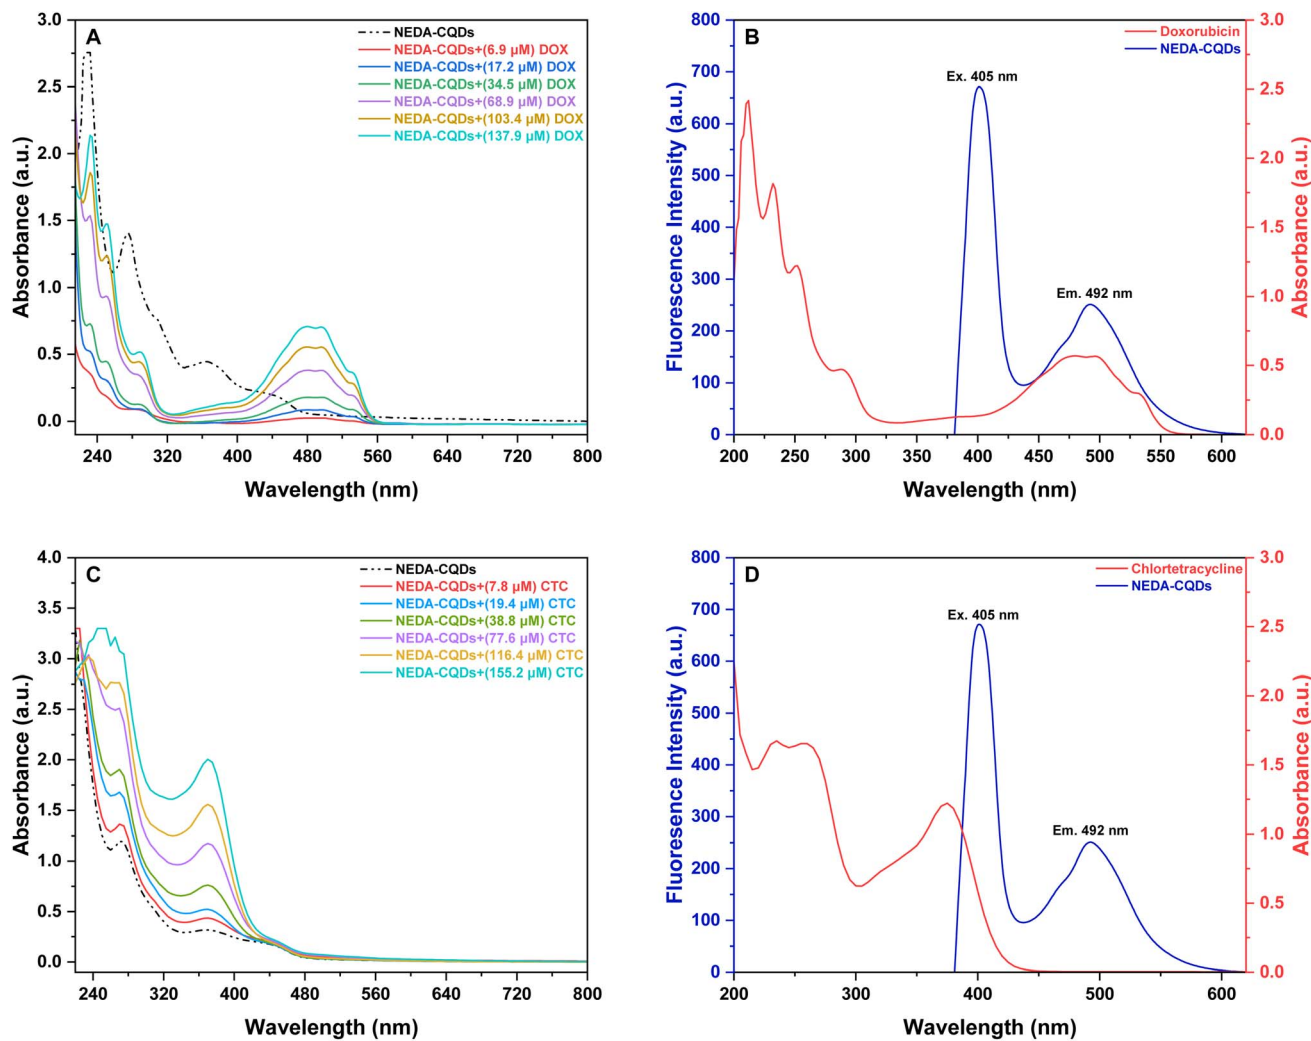 A
NEDA-CQDs
NEDA-CQDs+(6.9 µM) DOX
NEDA-CQDs+(17.2 µM) DOX
NEDA-CQDs+(34.5 µM) DOX
NEDA-CQDs+(68.9 µM) DOX
NEDA-CQDs+(103.4 µM) DOX
NEDA-CQDs+(137.9 µM) DOX
3.0
2.5
2.0
1.5
1.0
0.5
0.0
Absorbance (a.u.)
240 320 400 480 560 640 720 800
Wavelength (nm)
B
Doxorubicin
NEDA-CQDs
Ex. 405 nm
Em. 492 nm
800
700
600
500
400
300
200
100
0
Fluorescence Intensity (a.u.)
3.0
2.5
2.0
1.5
1.0
0.5
0.0
Absorbance (a.u.)
200 250 300 350 400 450 500 550 600
Wavelength (nm)
C
NEDA-CQDs
NEDA-CQDs+(7.8 µM) CTC
NEDA-CQDs+(19.4 µM) CTC
NEDA-CQDs+(38.8 µM) CTC
NEDA-CQDs+(77.6 µM) CTC
NEDA-CQDs+(116.4 µM) CTC
NEDA-CQDs+(155.2 µM) CTC
4.0
3.5
3.0
2.5
2.0
1.5
1.0
0.5
0.0
Absorbance (a.u.)
240 320 400 480 560 640 720 800
Wavelength (nm)
D
Chlortetracycline
NEDA-CQDs
Ex. 405 nm
Em. 492 nm
800
700
600
500
400
300
200
100
0
Fluoresence Intensity (a.u.)
3.0
2.5
2.0
1.5
1.0
0.5
0.0
Absorbance (a.u.)
200 300 400 500 600
Wavelength (nm)